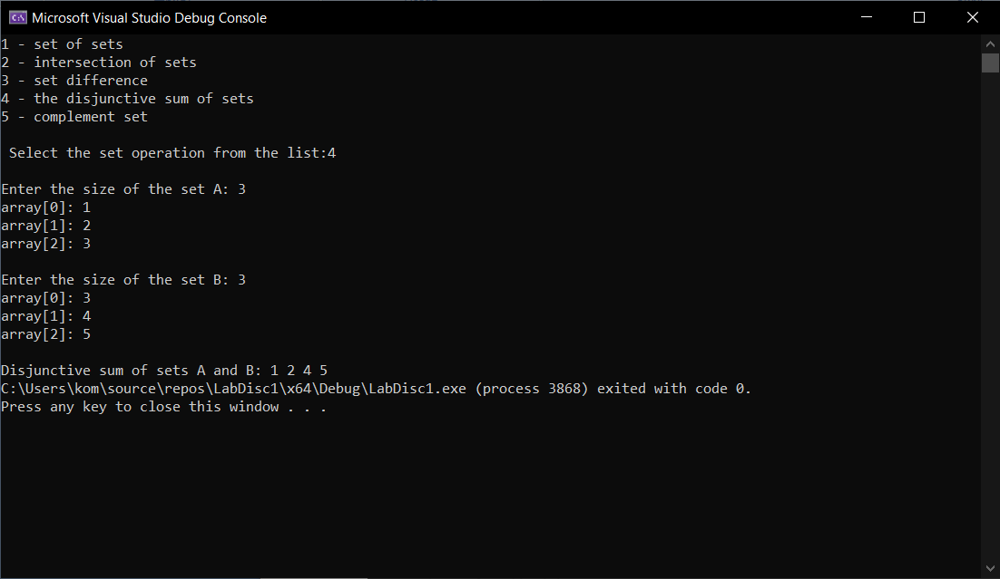 Microsoft Visual Studio Debug Console
1 - set of sets
2 - intersection of sets
3 - set difference
4 - the disjunctive sum of sets
5 - complement set
Select the set operation from the list:4
Enter the size of the set A: 3
array[0]: 1
array[1]: 2
array[2]: 3
Enter the size of the set B: 3
array[0]: 3
array[1]: 4
array[2]: 5
Disjunctive sum of sets A and B: 1 2 4 5
C:\Users\kom\source\repos\LabDisc1\x64\Debug\LabDisc1.exe (process 3868) exited with code 0.
Press any key to close this window . . .